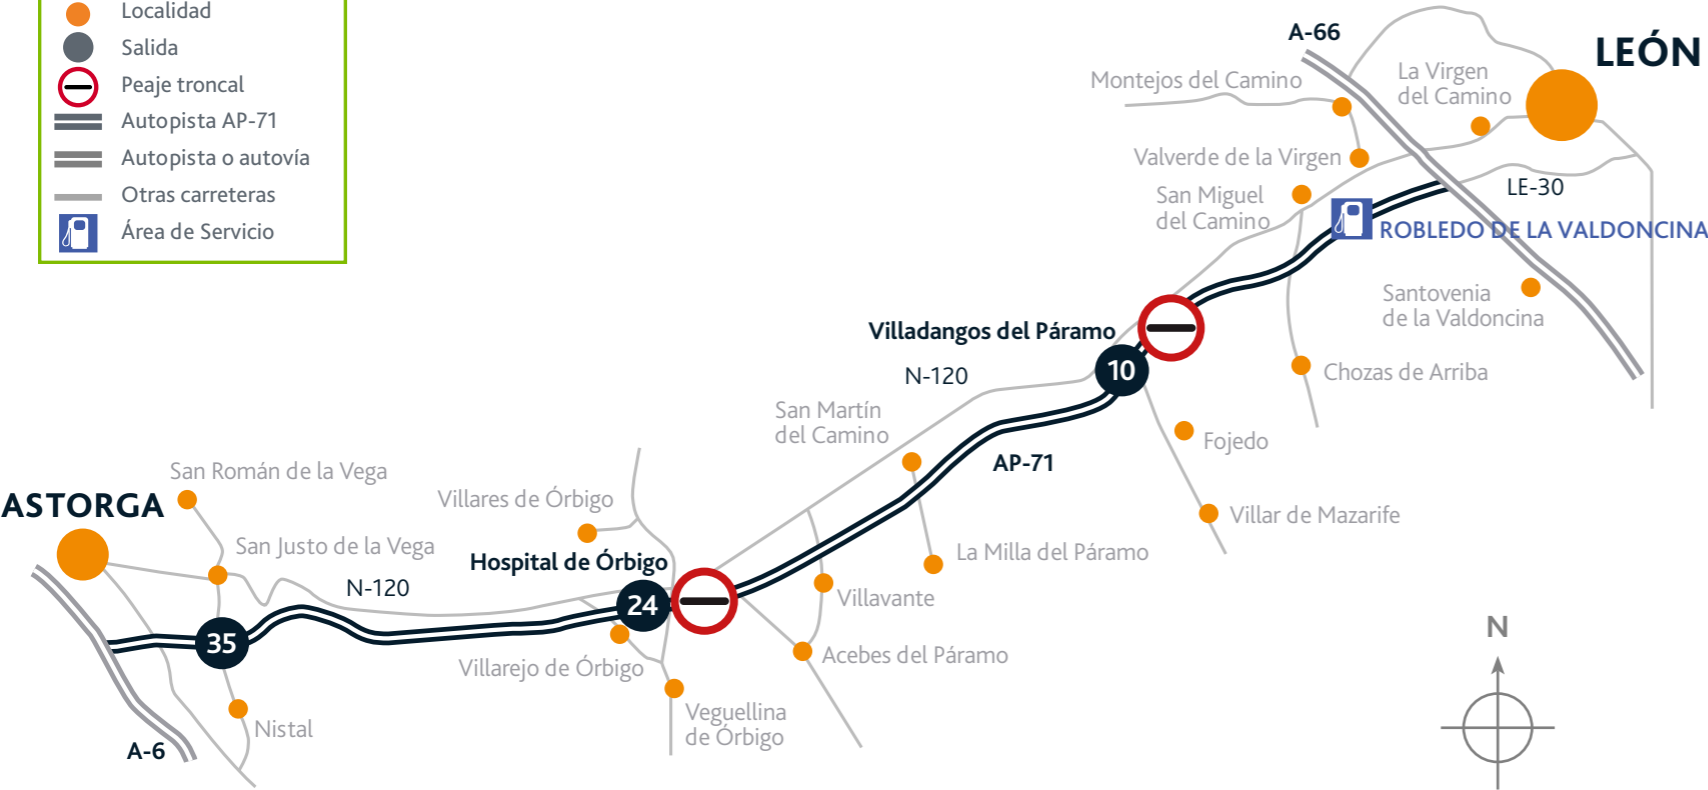 Localidad
Salida
Peaje troncal
Autopista AP-71
Autopista o autovía
Otras carreteras
Área de Servicio
A-66
LEÓN
Montejos del Camino
La Virgen
del Camino
Valverde de la Virgen
San Miguel
del Camino
LE-30
ROBLEDO DE LA VALDONCINA
Santovenia
de la Valdoncina
Villadangos del Páramo
10
N-120
Chozas de Arriba
San Martín
del Camino
Fojedo
AP-71
San Román de la Vega
ASTORGA
Villares de Órbigo
Villar de Mazarife
San Justo de la Vega
Hospital de Órbigo
La Milla del Páramo
N-120
24
Villavante
35
Villarejo de Órbigo
Acebes del Páramo
N
Nistal
Veguellina
de Órbigo
A-6